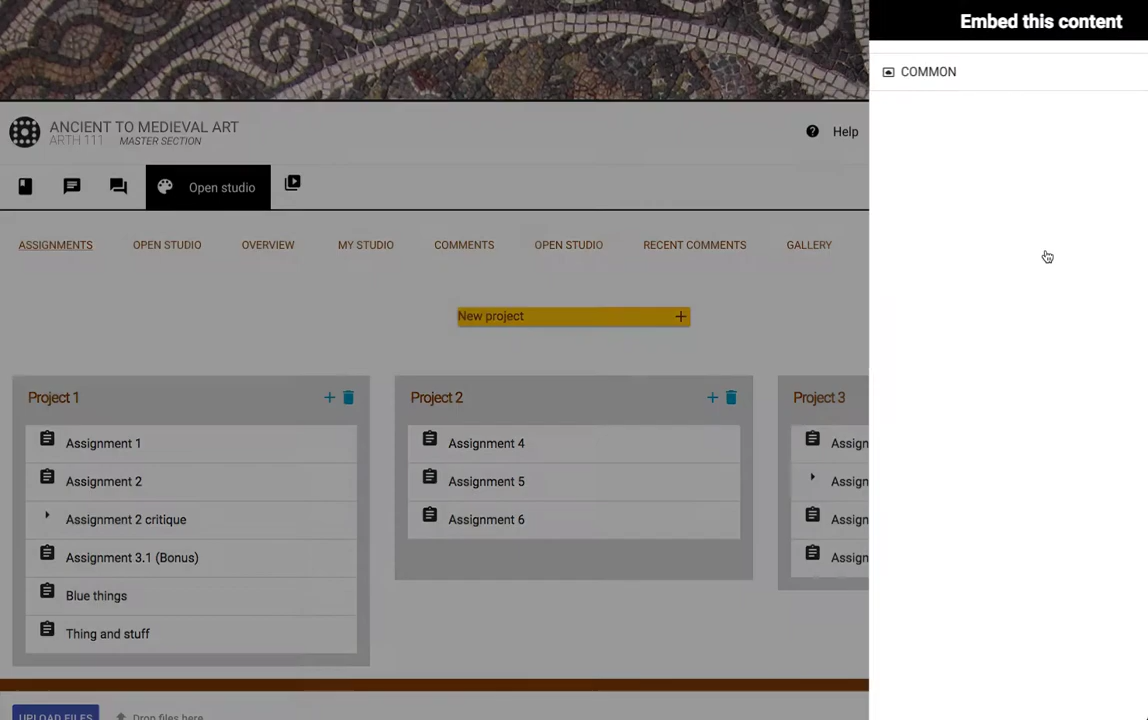 Embed this content
COMMON
ANCIENT TO MEDIEVAL ART
ARTH 111 MASTER SECTION
Help
Open studio
ASSIGNMENTS OPEN STUDIO OVERVIEW MY STUDIO COMMENTS OPEN STUDIO RECENT COMMENTS GALLERY
New project +
Project 1
Assignment 1
Assignment 2
Assignment 2 critique
Assignment 3.1 (Bonus)
Blue things
Thing and stuff
Project 2
Assignment 4
Assignment 5
Assignment 6
Project 3
Assign
Assign
Assign
Assign
UPLOAD FILES Drop files here